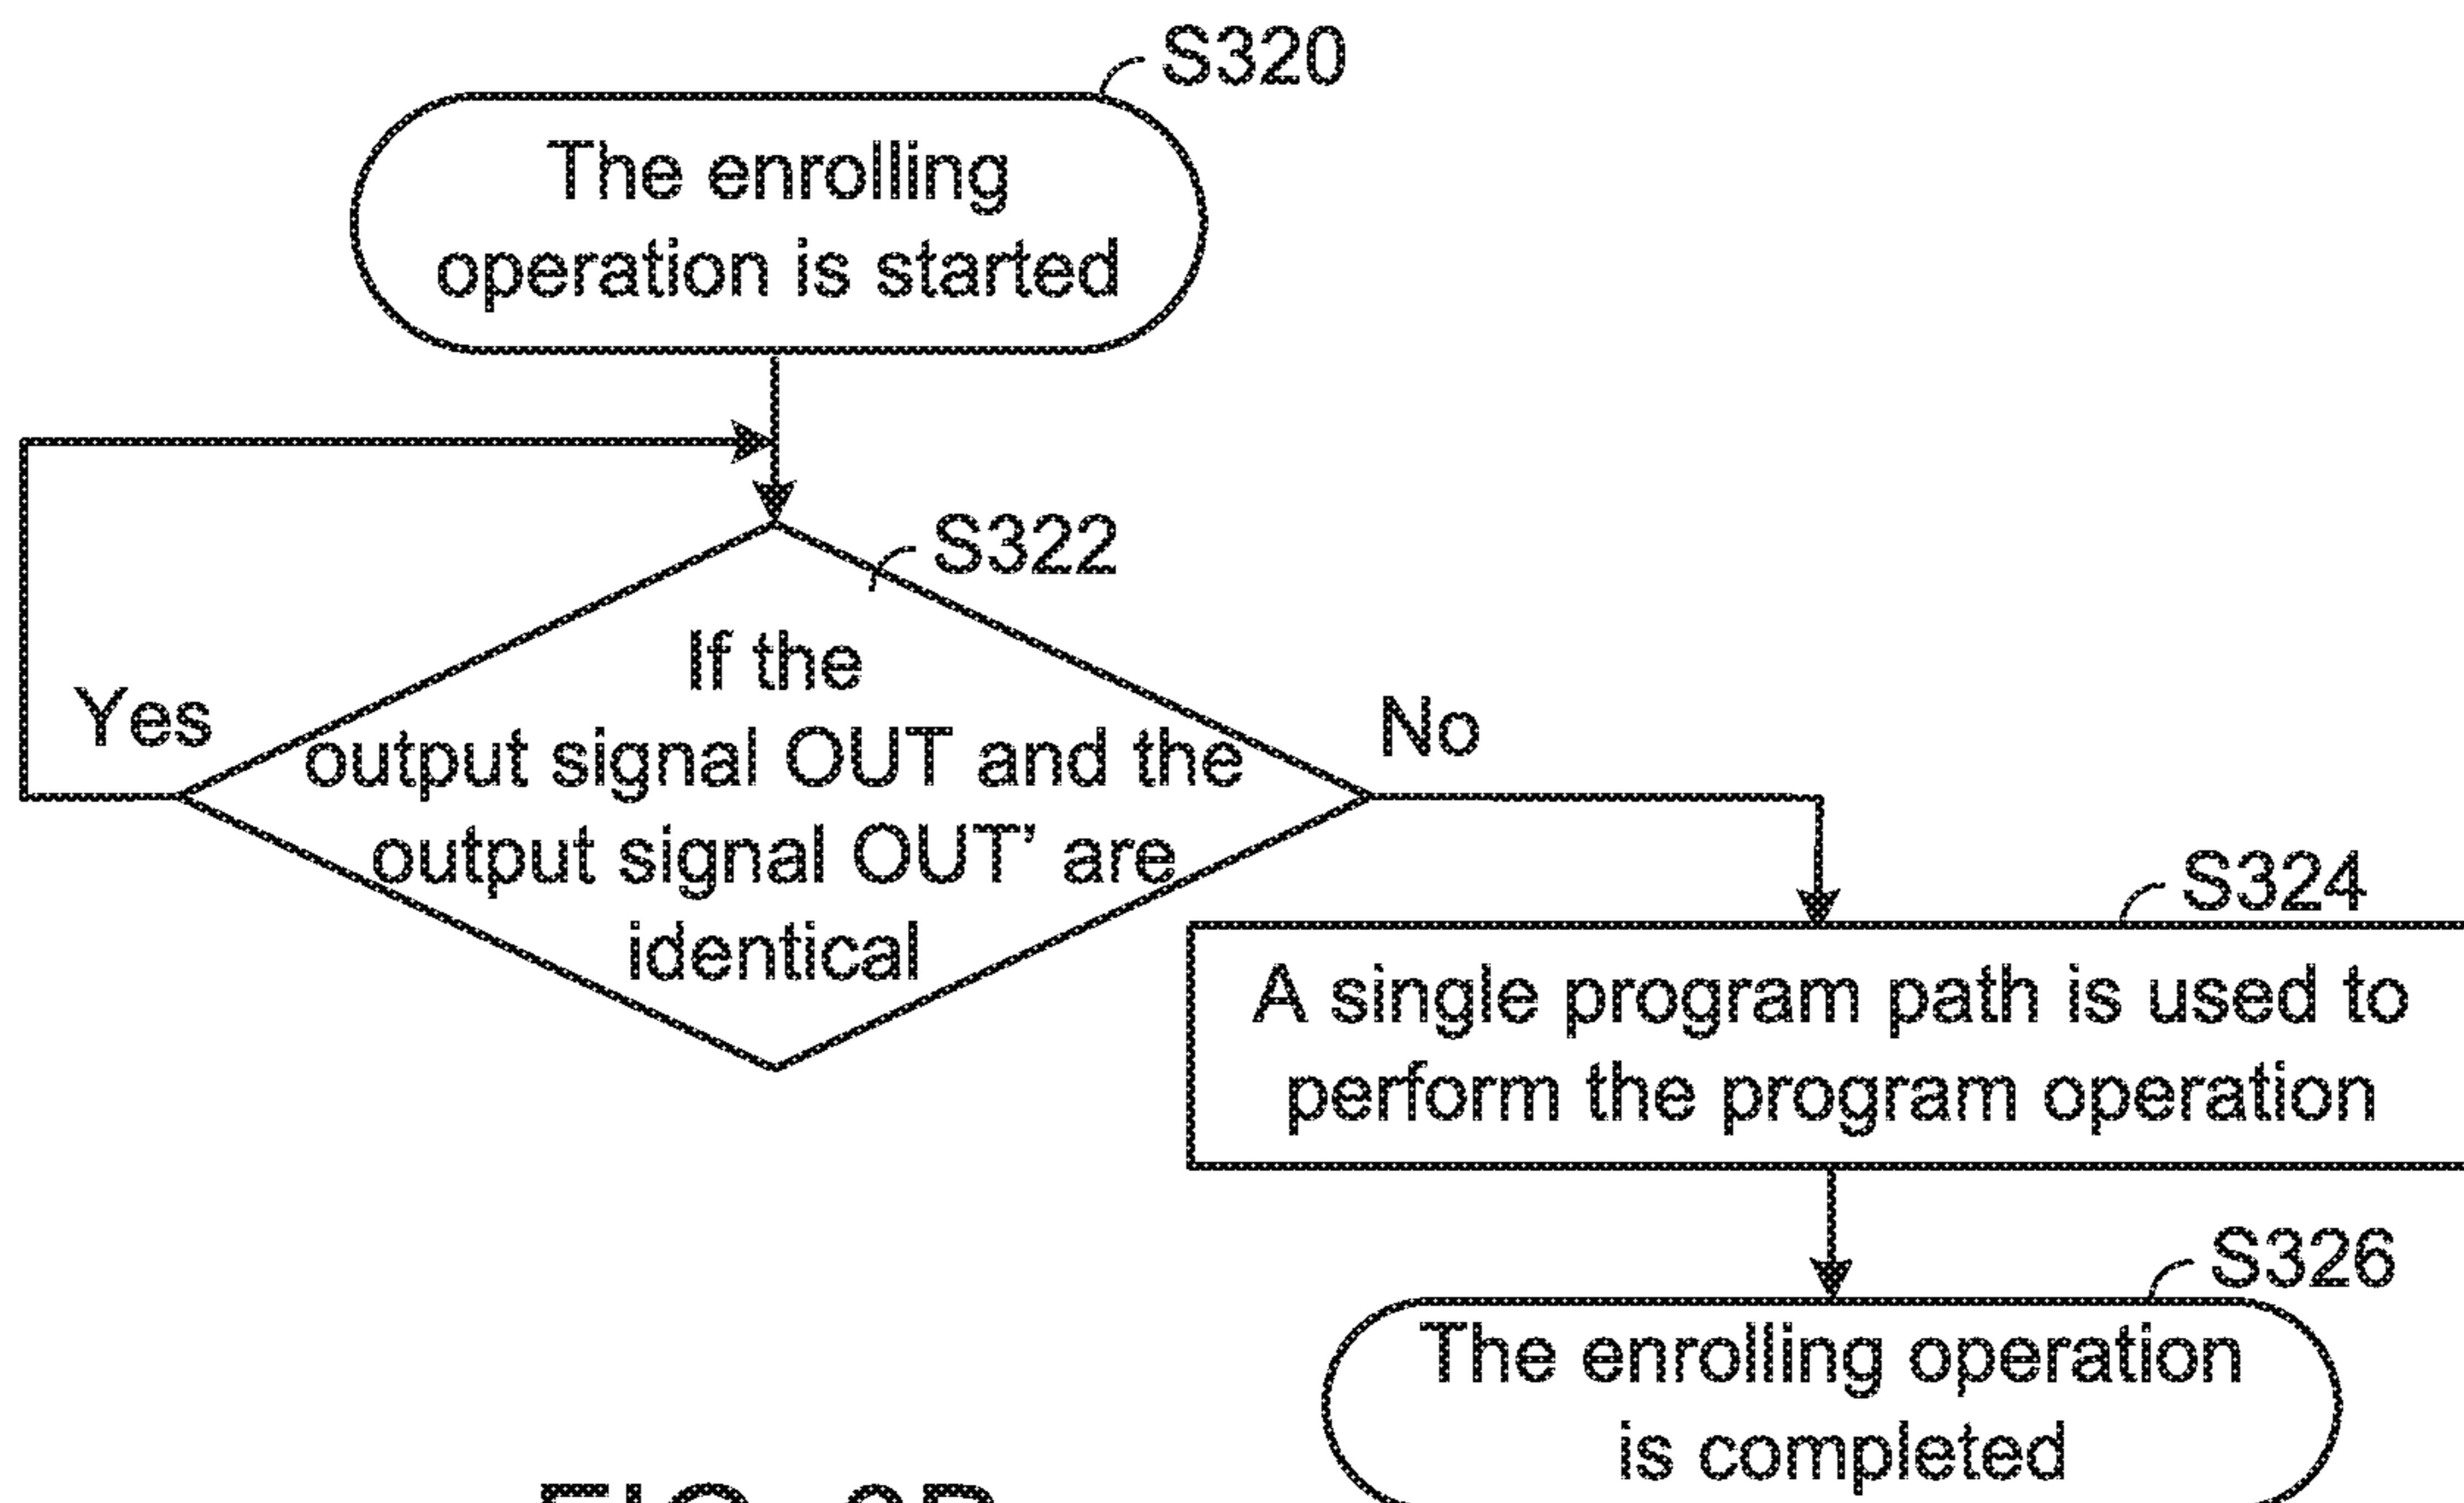 S320
The enrolling
operation is started
S322
If the
output signal OUT and the
output signal OUT' are
identical
Yes
No
S324
A single program path is used to
perform the program operation
S326
The enrolling operation
is completed